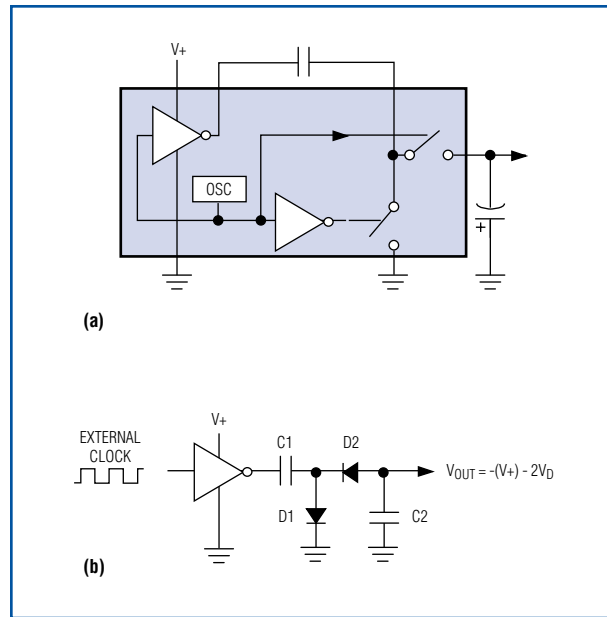 V+
OSC
+
(a)
V+
EXTERNAL
CLOCK
C1
D2
VOUT = -(V+) - 2VD
D1
C2
(b)